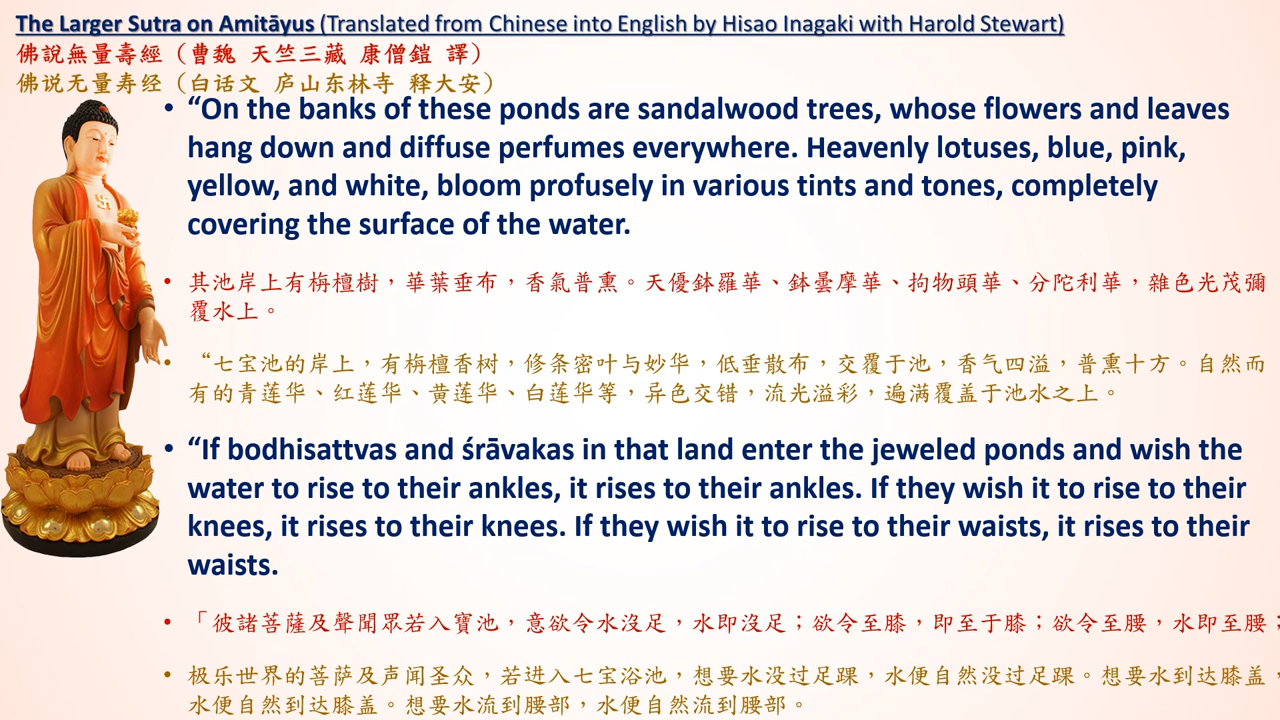 The Larger Sutra on Amitāyus (Translated from Chinese into English by Hisao Inagaki with Harold Stewart)
佛說無量壽經（曹魏 天竺三藏 康僧鎧 譯）
佛说无量寿经（白话文 庐山东林寺 释大安）
• “On the banks of these ponds are sandalwood trees, whose flowers and leaves
hang down and diffuse perfumes everywhere. Heavenly lotuses, blue, pink,
yellow, and white, bloom profusely in various tints and tones, completely
covering the surface of the water.
• 其池岸上有栴檀樹，華葉垂布，香氣普熏。天優鉢羅華、鉢曇摩華、拘物頭華、分陀利華，雜色光茂彌
覆水上。
• “七宝池的岸上，有栴檀香树，修条密叶与妙华，低垂散布，交覆于池，香气四溢，普熏十方。自然而
有的青莲华、红莲华、黄莲华、白莲华等，异色交错，流光溢彩，遍满覆盖于池水之上。
• “If bodhisattvas and śrāvakas in that land enter the jeweled ponds and wish the
water to rise to their ankles, it rises to their ankles. If they wish it to rise to their
knees, it rises to their knees. If they wish it to rise to their waists, it rises to their
waists.
• 「彼諸菩薩及聲聞眾若入寶池，意欲令水沒足，水即沒足；欲令至膝，即至于膝；欲令至腰，水即至腰；
• 极乐世界的菩萨及声闻圣众，若进入七宝浴池，想要水没过足踝，水便自然没过足踝。想要水到达膝盖，
水便自然到达膝盖。想要水流到腰部，水便自然流到腰部。